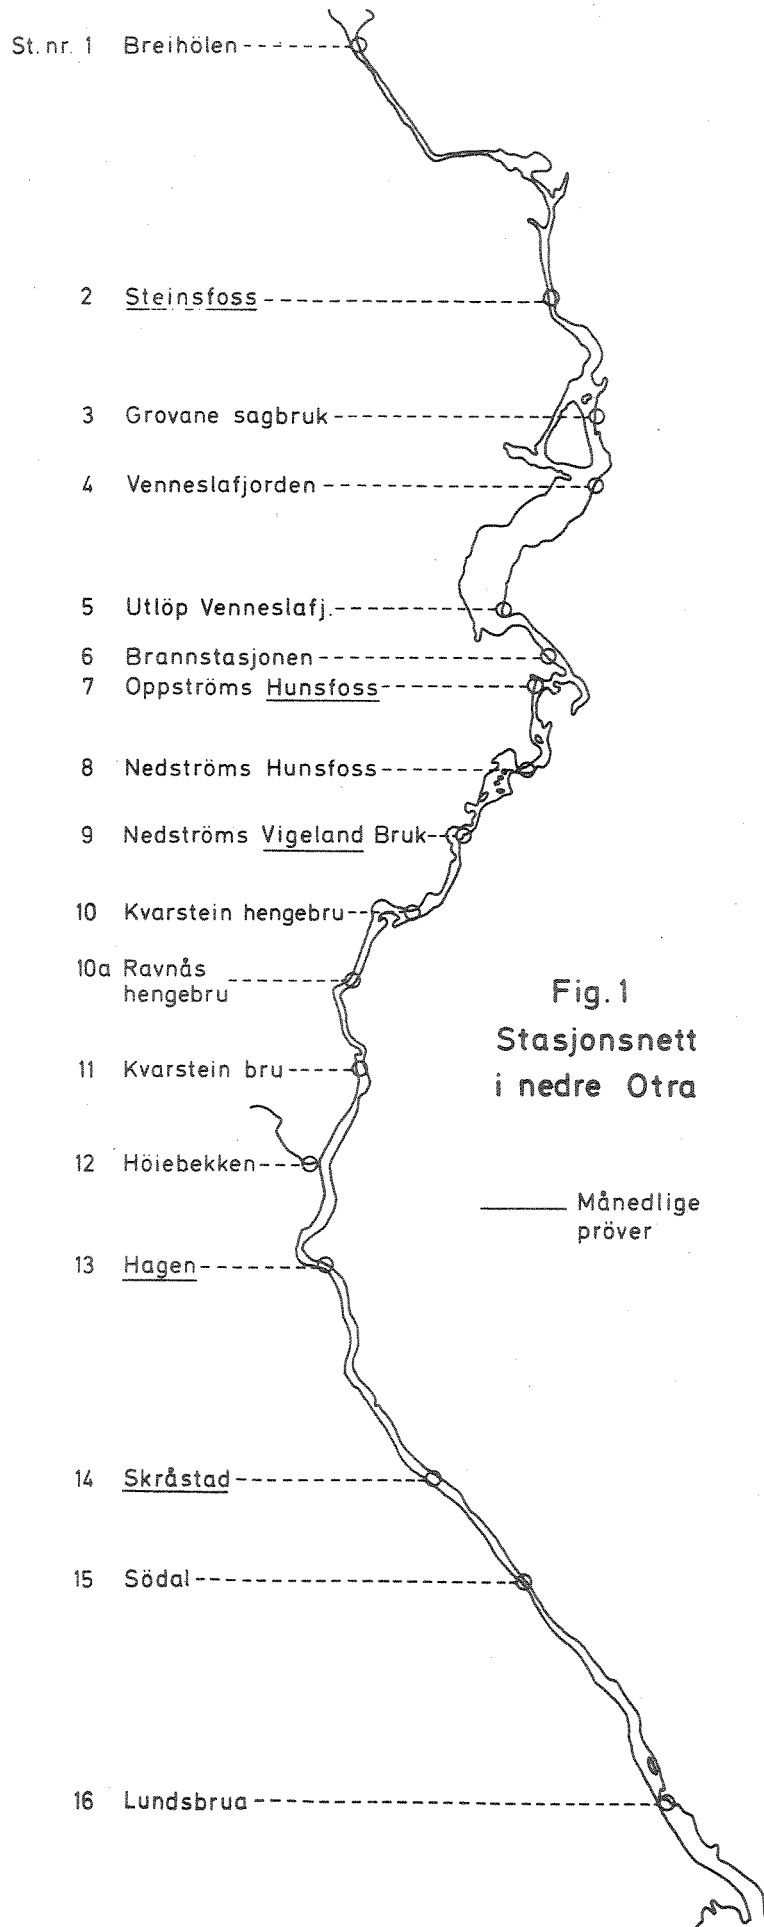 St. nr. 1 Breihölen
2 Steinsfoss
3 Grovane sagbruk
4 Venneslafjorden
5 Utlöp Venneslafj.
6 Brannstasjonen
7 Oppströms Hunsfoss
8 Nedströms Hunsfoss
9 Nedströms Vigeland Bruk
10 Kvarstein hengebru
10a Ravnås
hengebru
11 Kvarstein bru
12 Höiebekken
13 Hagen
14 Skråstad
15 Södal
16 Lundsbrua
Fig. 1
Stasjonsnett
i nedre Otra
Månedlige
pröver